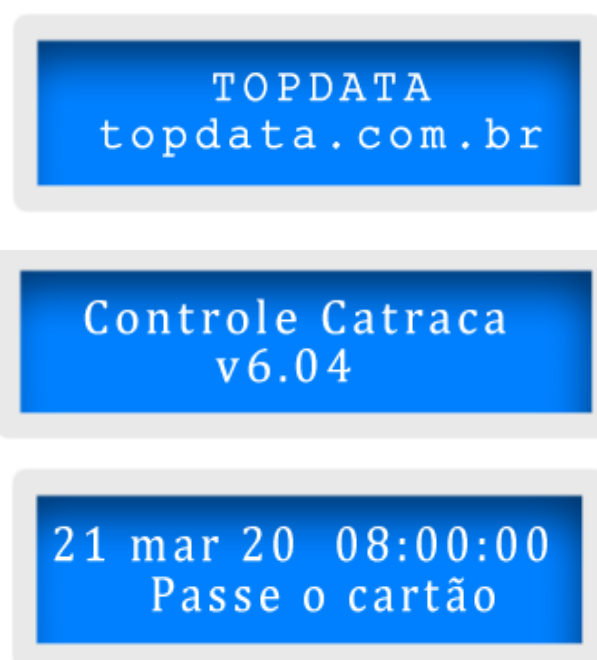 TOPDATA
topdata.com.br
Controle Catraca
v6.04
21 mar 20 08:00:00
Passe o cartão